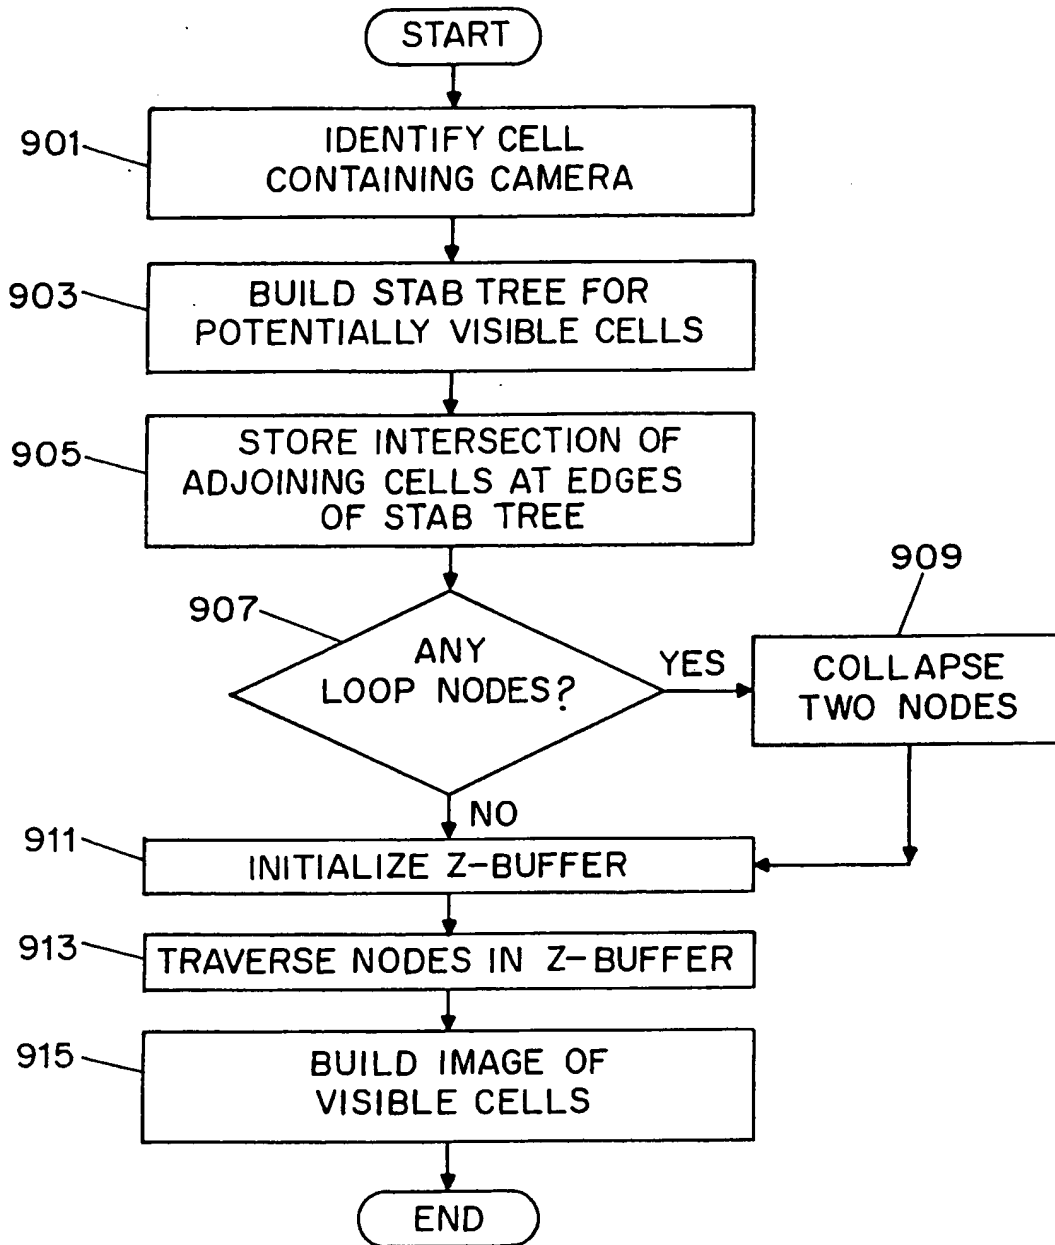 START
901
IDENTIFY CELL
CONTAINING CAMERA
903
BUILD STAB TREE FOR
POTENTIALLY VISIBLE CELLS
905
STORE INTERSECTION OF
ADJOINING CELLS AT EDGES
OF STAB TREE
907
ANY
LOOP NODES?
YES
909
COLLAPSE
TWO NODES
NO
911
INITIALIZE Z-BUFFER
913
TRAVERSE NODES IN Z-BUFFER
915
BUILD IMAGE OF
VISIBLE CELLS
END